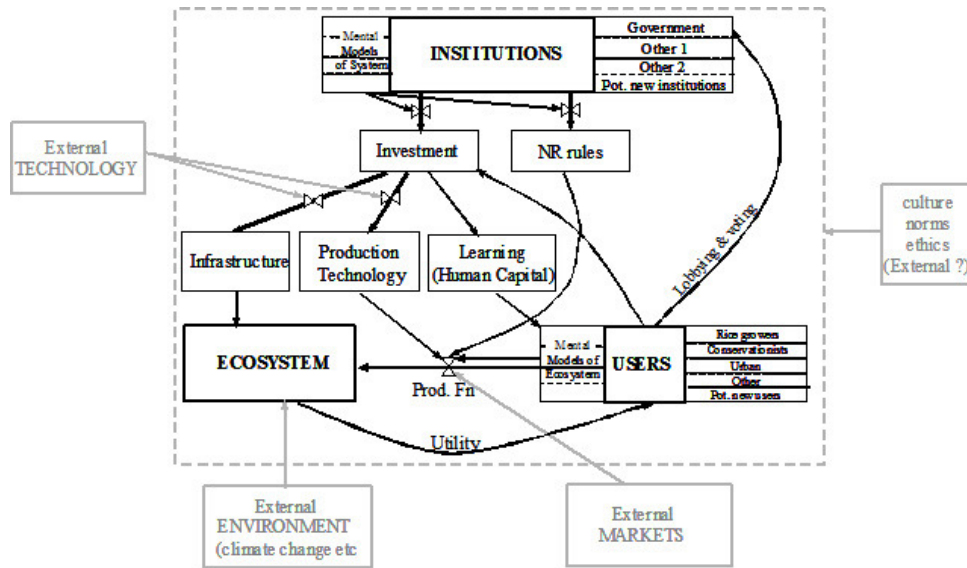 Mental
Models
of System
INSTITUTIONS
Government
Other 1
Other 2
Pot. new institutions
External
TECHNOLOGY
Investment
NR rules
culture
norms
ethics
(External ?)
Lobbying & voting
Infrastructure
Production
Technology
Learning
(Human Capital)
ECOSYSTEM
Prod. Fn
Mental
Models of
Ecosystem
USERS
Rice growers
Conservationists
Urban
Other
Pot. new users
Utility
External
ENVIRONMENT
(climate change etc
External
MARKETS